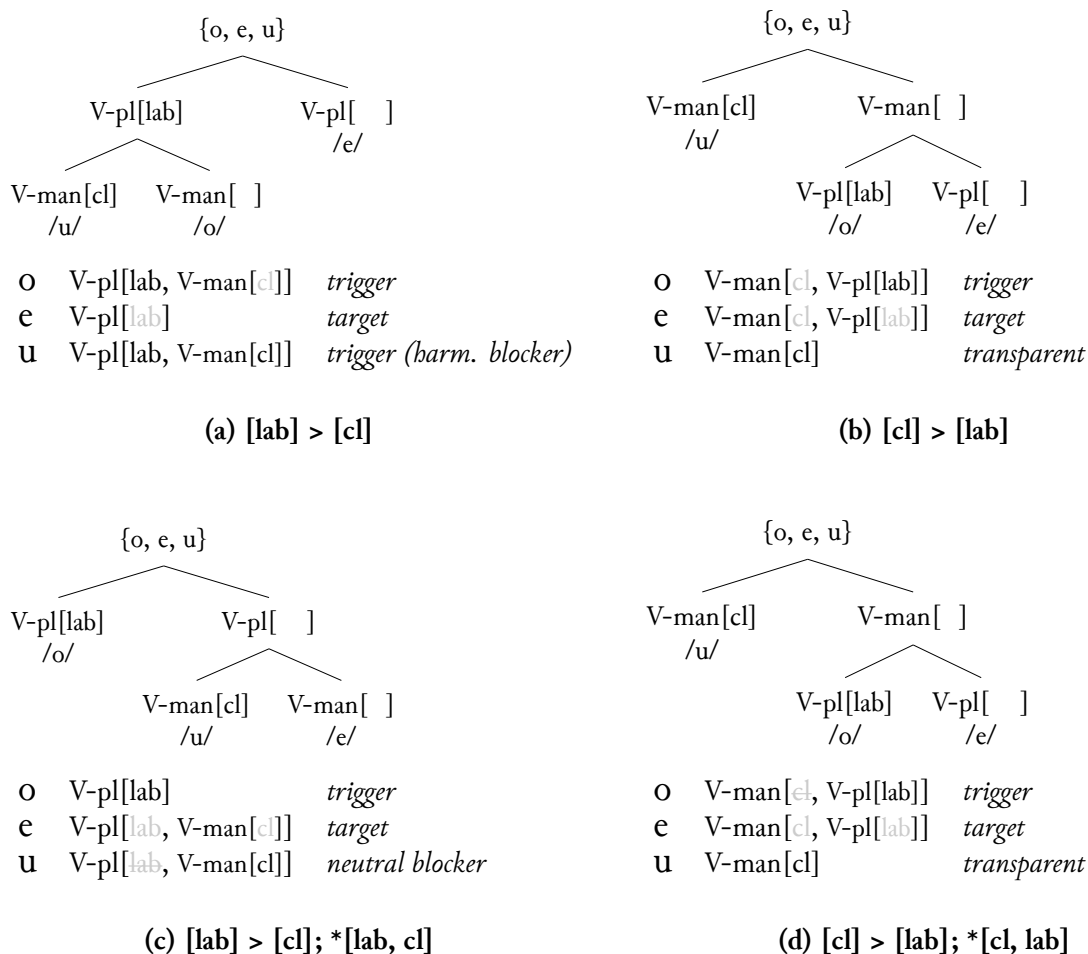 {o, e, u}
V-pl[lab] V-pl[ ]
/e/
V-man[cl] V-man[ ]
/u/ /o/
o V-pl[lab, V-man[cl]] trigger
e V-pl[lab] target
u V-pl[lab, V-man[cl]] trigger (harm. blocker)
(a) [lab] > [cl]
{o, e, u}
V-man[cl] V-man[ ]
/u/
V-pl[lab] V-pl[ ]
/o/ /e/
o V-man[cl, V-pl[lab]] trigger
e V-man[cl, V-pl[lab]] target
u V-man[cl] transparent
(b) [cl] > [lab]
{o, e, u}
V-pl[lab] V-pl[ ]
/o/
V-man[cl] V-man[ ]
/u/ /e/
o V-pl[lab] trigger
e V-pl[lab, V-man[cl]] target
u V-pl[lab, V-man[cl]] neutral blocker
(c) [lab] > [cl]; *[lab, cl]
{o, e, u}
V-man[cl] V-man[ ]
/u/
V-pl[lab] V-pl[ ]
/o/ /e/
o V-man[cl, V-pl[lab]] trigger
e V-man[cl, V-pl[lab]] target
u V-man[cl] transparent
(d) [cl] > [lab]; *[cl, lab]